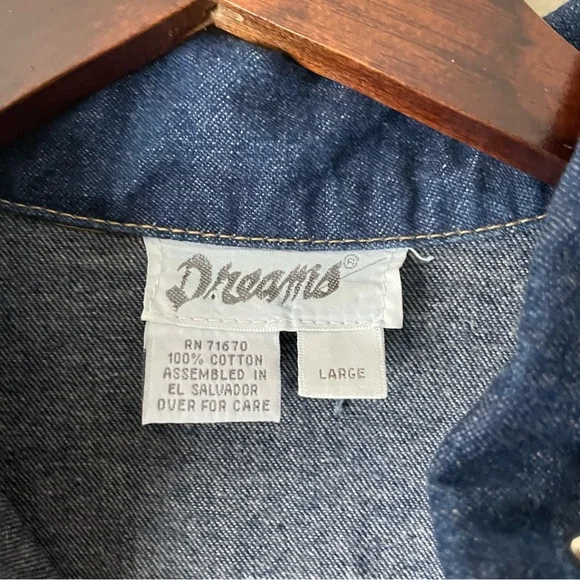 Dreams®
RN 71670
100% COTTON
ASSEMBLED IN
EL SALVADOR
OVER FOR CARE
LARGE